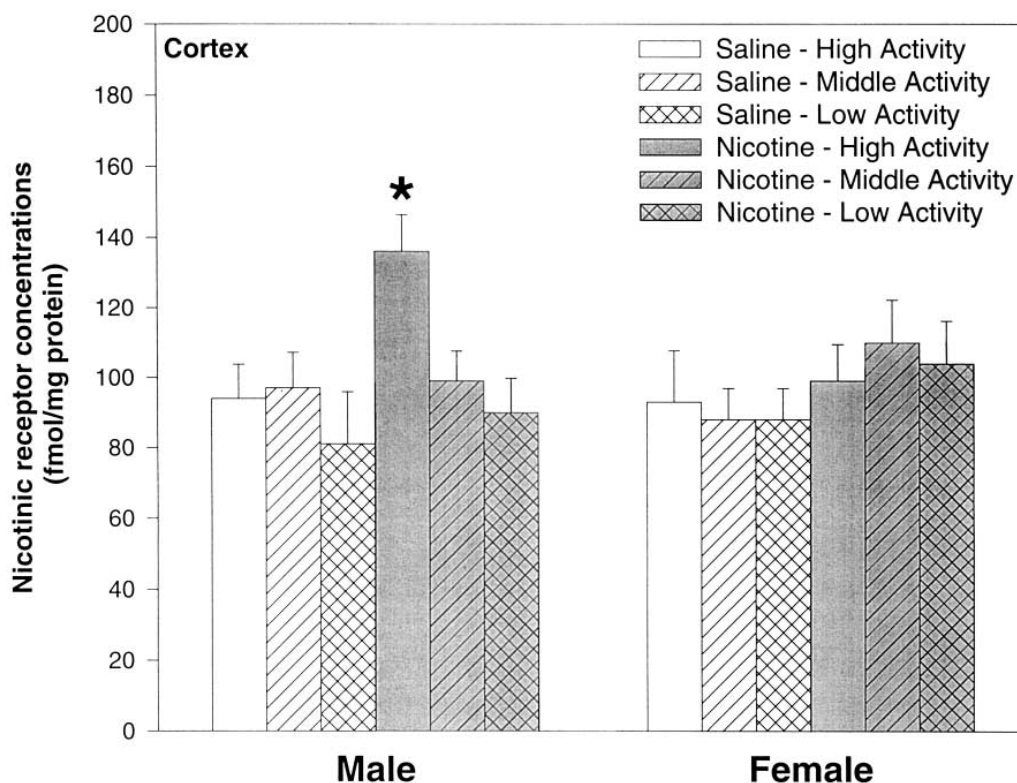 Cortex
Saline - High Activity
Saline - Middle Activity
Saline - Low Activity
Nicotine - High Activity
Nicotine - Middle Activity
Nicotine - Low Activity
*
Nicotinic receptor concentrations
(fmol/mg protein)
200
180
160
140
120
100
80
60
40
20
0
Male Female